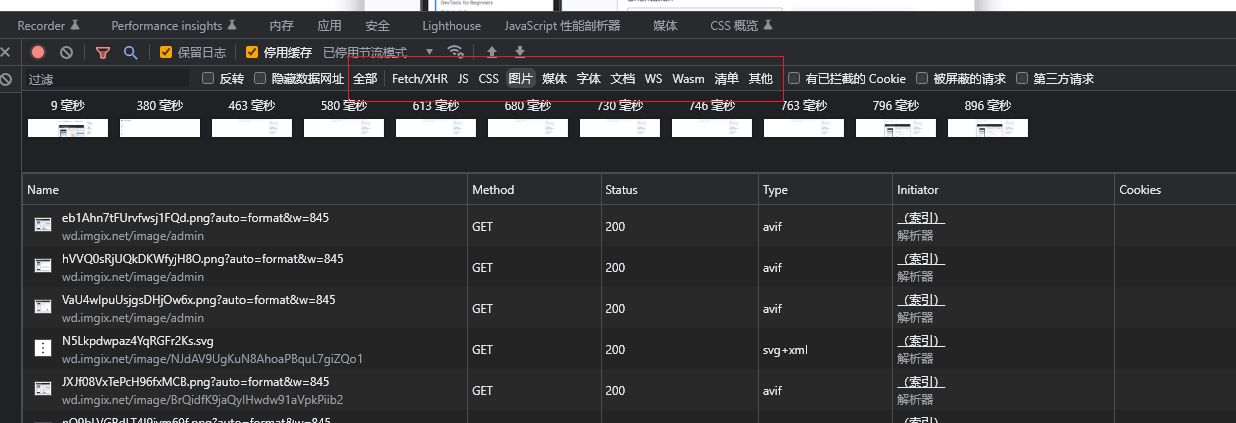 DevTools for Beginners
Recorder Performance insights 内存 应用 安全 Lighthouse JavaScript 性能剖析器 媒体 CSS 概览
保留日志 停用缓存 已停用节流模式
过滤 反转 隐藏数据网址 全部 Fetch/XHR JS CSS 图片 媒体 字体 文档 WS Wasm 清单 其他 有已拦截的 Cookie 被屏蔽的请求 第三方请求
9 毫秒 380 毫秒 463 毫秒 580 毫秒 613 毫秒 680 毫秒 730 毫秒 746 毫秒 763 毫秒 796 毫秒 896 毫秒
Name Method Status Type Initiator Cookies
eb1Ahn7tFUrvfwsj1FQd.png?auto=format&w=845
wd.imgix.net/image/admin
GET 200 avif
（索引）
解析器
hVVQ0sRjUQkDKWfyjH8O.png?auto=format&w=845
wd.imgix.net/image/admin
GET 200 avif
（索引）
解析器
VaU4wIpuUsjgsDHjOw6x.png?auto=format&w=845
wd.imgix.net/image/admin
GET 200 avif
（索引）
解析器
N5Lkpdwpaz4YqRGFr2Ks.svg
wd.imgix.net/image/NJdAV9UgKuN8AhoaPBquL7giZQo1
GET 200 svg+xml
（索引）
解析器
JXJf08VxTePcH96fxMCB.png?auto=format&w=845
wd.imgix.net/image/BrQidfK9jaQyIHwdw91aVpkPiib2
GET 200 avif
（索引）
解析器
（索引）